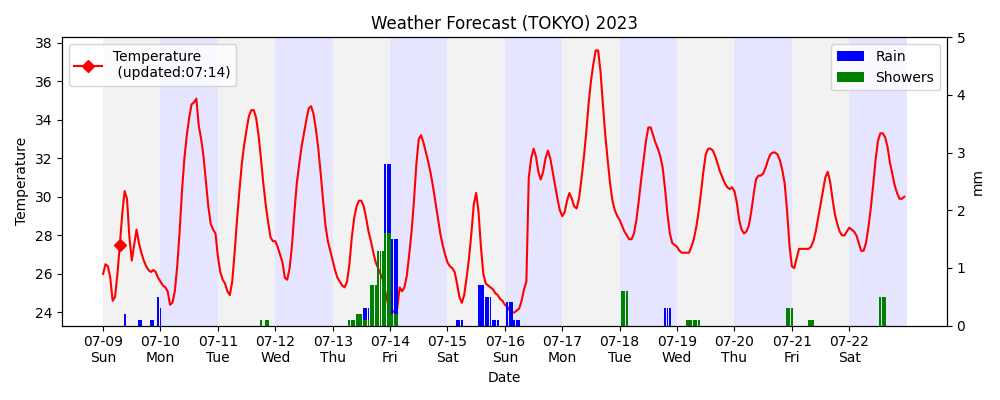 Weather Forecast (TOKYO) 2023
Temperature
(updated:07:14)
Rain
Showers
38
36
34
32
30
28
26
24
Temperature
5
4
3
2
1
0
mm
07-09 07-10 07-11 07-12 07-13 07-14 07-15 07-16 07-17 07-18 07-19 07-20 07-21 07-22
Sun Mon Tue Wed Thu Fri Sat Sun Mon Tue Wed Thu Fri Sat
Date